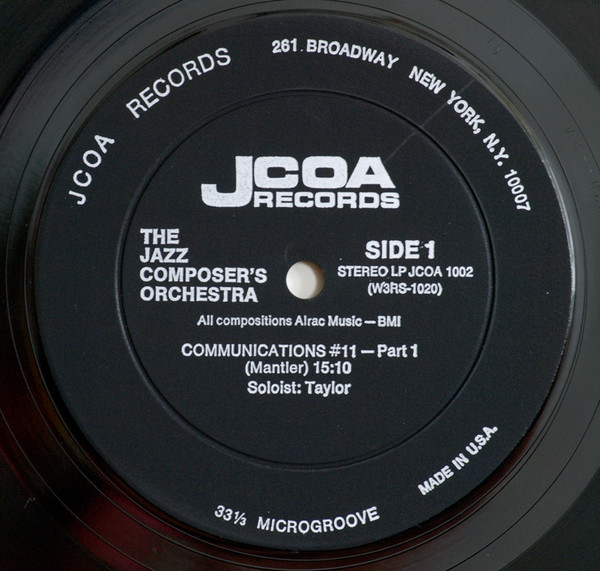 JCOA RECORDS 261 BROADWAY NEW YORK, N.Y. 10007
JCOA
RECORDS
THE
JAZZ
COMPOSER'S
ORCHESTRA
SIDE 1
STEREO LP JCOA 1002
(W3RS-1020)
All compositions Airac Music — BMI
COMMUNICATIONS #11 — Part 1
(Mantler) 15:10
Soloist: Taylor
MADE IN U.S.A.
33⅓ MICROGROOVE